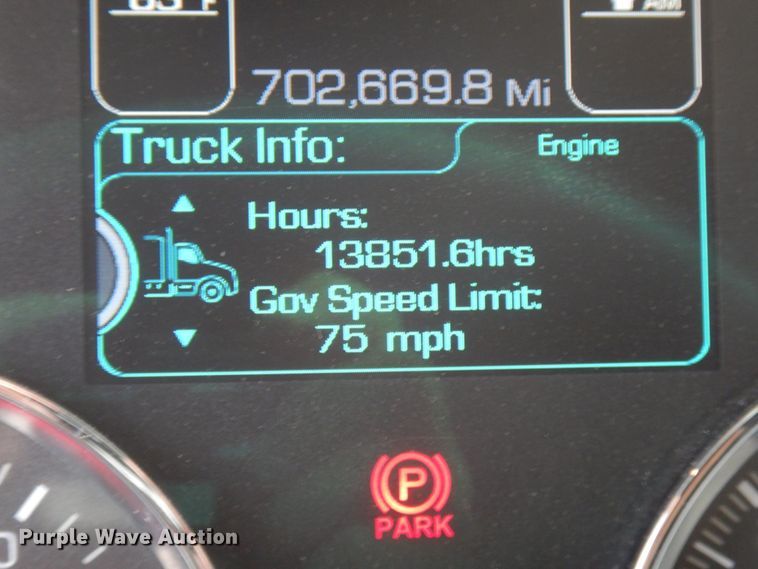 702,669.8 Mi
Truck Info:
Engine
Hours:
13851.6hrs
Gov Speed Limit:
75 mph
P
PARK
Purple Wave Auction